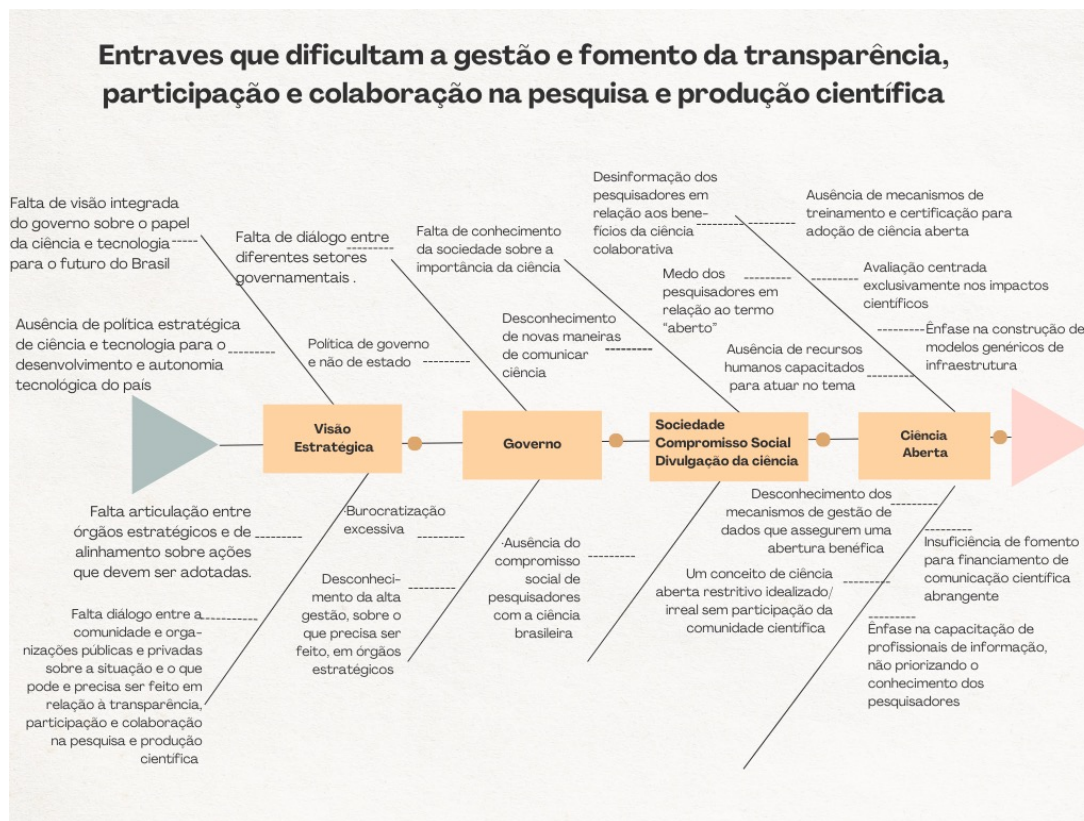 Entraves que dificultam a gestão e fomento da transparência,
participação e colaboração na pesquisa e produção científica
Falta de visão integrada
do governo sobre o papel
da ciência e tecnologia
para o futuro do Brasil
Ausência de política estratégica
de ciência e tecnologia para o
desenvolvimento e autonomia
tecnológica do país
Falta de diálogo entre
diferentes setores
governamentais .
Política de governo
e não de estado
Falta de conhecimento
da sociedade sobre a
importância da ciência
Desconhecimento
de novas maneiras
de comunicar
ciência
Desinformação dos
pesquisadores em
relação aos bene-
fícios da ciência
colaborativa
Medo dos
pesquisadores em
relação ao termo
"aberto"
Ausência de recursos
humanos capacitados
para atuar no tema
Ausência de mecanismos de
treinamento e certificação para
adoção de ciência aberta
Avaliação centrada
exclusivamente nos impactos
científicos
Ênfase na construção de
modelos genéricos de
infraestrutura
Visão
Estratégica
Governo
Sociedade
Compromisso Social
Divulgação da ciência
Ciência
Aberta
Falta articulação entre
órgãos estratégicos e de
alinhamento sobre ações
que devem ser adotadas.
Falta diálogo entre a
comunidade e orga-
nizações públicas e privadas
sobre a situação e o que
pode e precisa ser feito em
relação à transparência,
participação e colaboração
na pesquisa e produção
científica
·Burocratização
excessiva
Desconheci-
mento da alta
gestão, sobre o
que precisa ser
feito, em órgãos
estratégicos
·Ausência do
compromisso
social de
pesquisadores
com a ciência
brasileira
Desconhecimento dos
mecanismos de gestão de
dados que assegurem uma
abertura benéfica
Um conceito de ciência
aberta restritivo idealizado/
irreal sem participação da
comunidade científica
Insuficiência de fomento
para financiamento de
comunicação científica
abrangente
Ênfase na capacitação de
profissionais de informação,
não priorizando o
conhecimento dos
pesquisadores